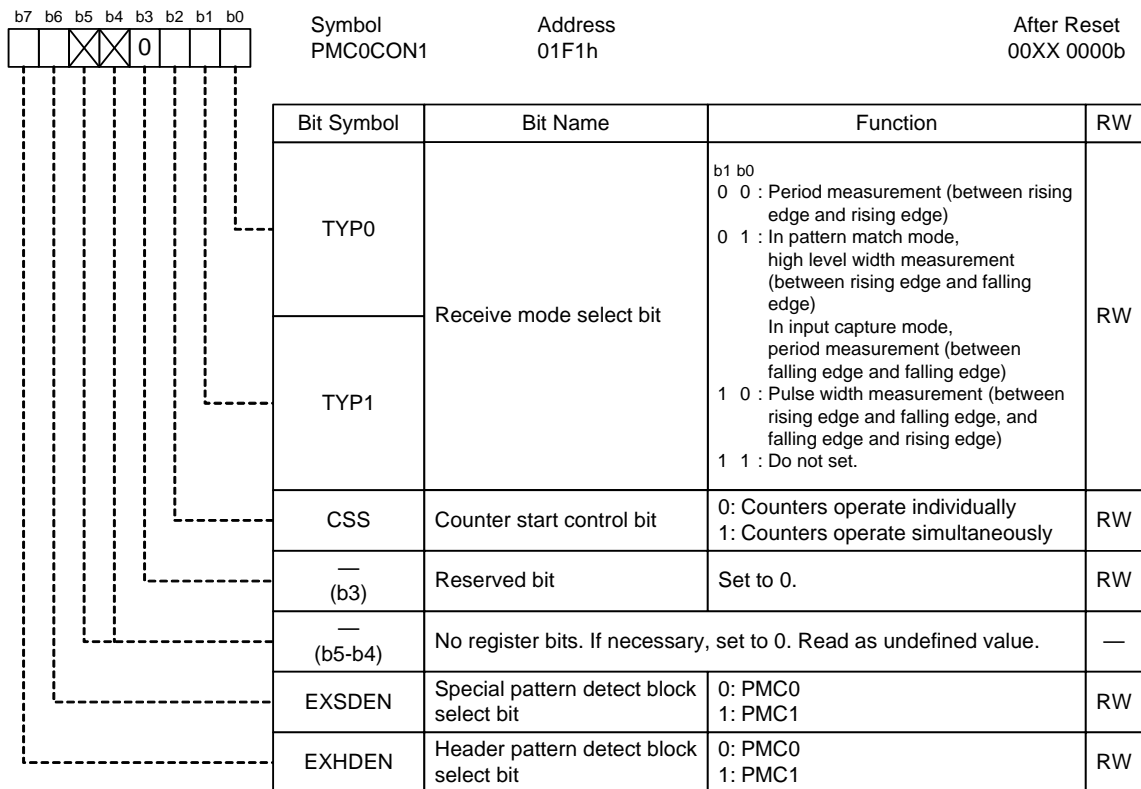 b7 b6 b5 b4 b3 b2 b1 b0
0
Symbol Address After Reset
PMC0CON1 01F1h 00XX 0000b
Bit Symbol Bit Name Function RW
TYP0
TYP1
Receive mode select bit
b1 b0
0 0 : Period measurement (between rising
edge and rising edge)
0 1 : In pattern match mode,
high level width measurement
(between rising edge and falling
edge)
In input capture mode,
period measurement (between
falling edge and falling edge)
1 0 : Pulse width measurement (between
rising edge and falling edge, and
falling edge and rising edge)
1 1 : Do not set.
RW
CSS Counter start control bit 0: Counters operate individually
1: Counters operate simultaneously RW
—
(b3) Reserved bit Set to 0. RW
—
(b5-b4) No register bits. If necessary, set to 0. Read as undefined value. —
EXSDEN Special pattern detect block
select bit 0: PMC0
1: PMC1 RW
EXHDEN Header pattern detect block
select bit 0: PMC0
1: PMC1 RW